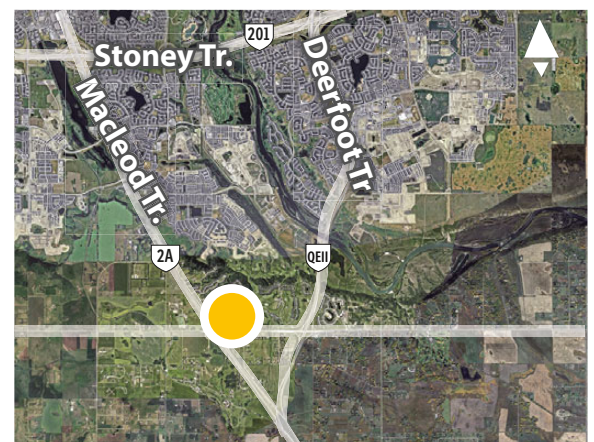 201
Stoney Tr.
Deerfoot Tr
Macleod Tr.
2A
QEII